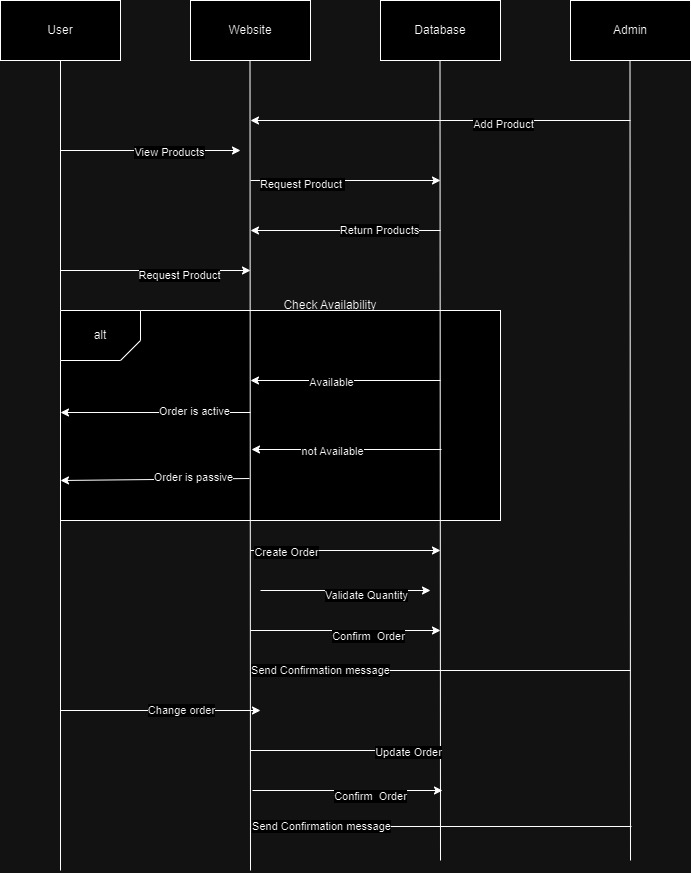 User
Website
Database
Admin
Add Product
View Products
Request Product
Return Products
Request Product
Check Availability
alt
Available
Order is active
not Available
Order is passive
Create Order
Validate Quantity
Confirm  Order
Send Confirmation message
Change order
Update Order
Confirm  Order
Send Confirmation message